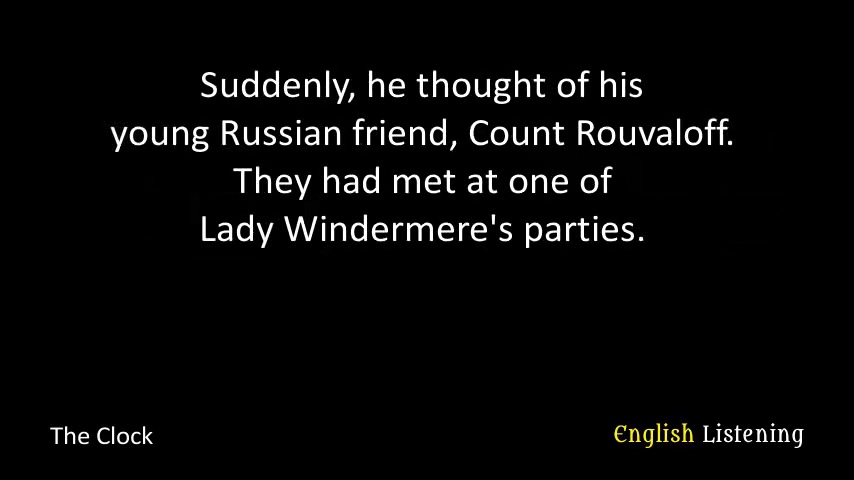 Suddenly, he thought of his
young Russian friend, Count Rouvaloff.
They had met at one of
Lady Windermere's parties.
The Clock
English Listening